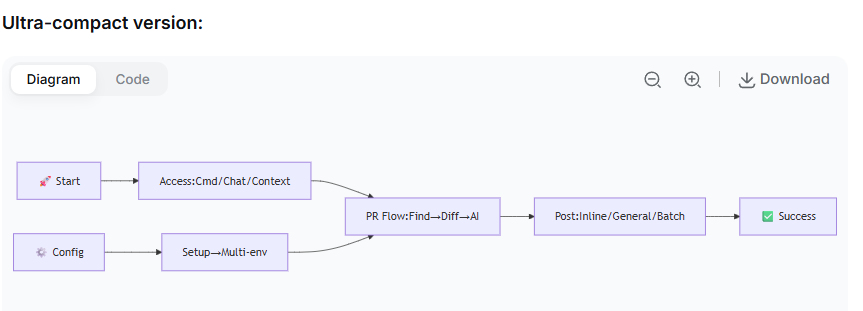 Ultra-compact version:
Diagram Code Download
🚀 Start Access:Cmd/Chat/Context
PR Flow:Find→Diff→AI Post:Inline/General/Batch ✅ Success
⚙️ Config Setup→Multi-env